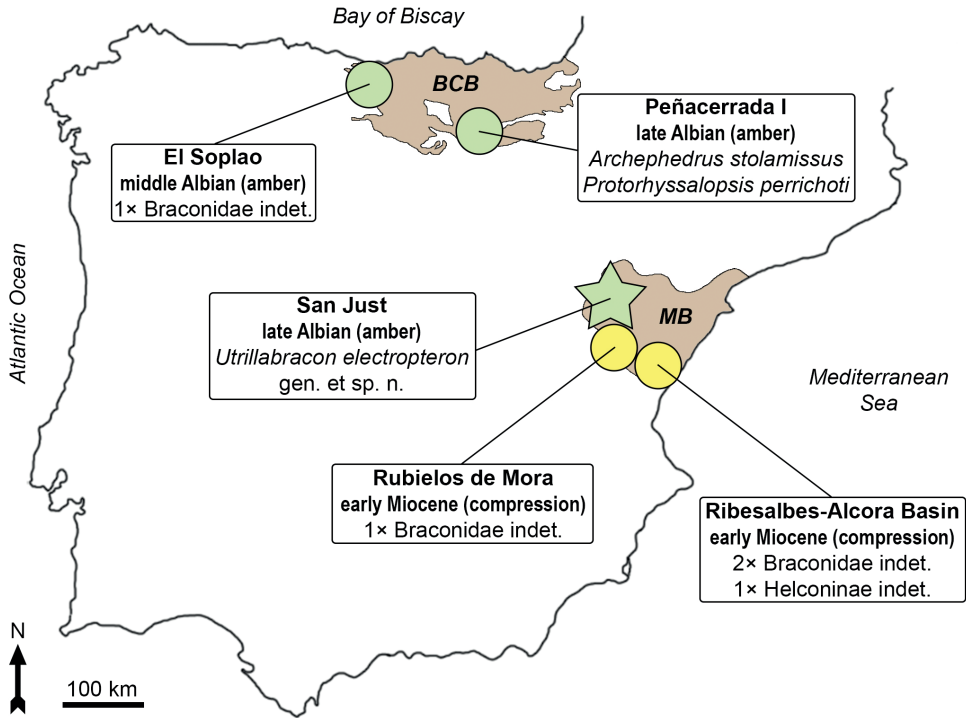 Bay of Biscay
BCB
Peñacerrada I
late Albian (amber)
Archephedrus stolamissus
Protorhyssalopsis perrichoti
El Soplao
middle Albian (amber)
1× Braconidae indet.
Atlantic Ocean
San Just
late Albian (amber)
Utrillabracon electropteron
gen. et sp. n.
MB
Mediterranean
Sea
Rubielos de Mora
early Miocene (compression)
1× Braconidae indet.
Ribesalbes-Alcora Basin
early Miocene (compression)
2× Braconidae indet.
1× Helconinae indet.
N
100 km